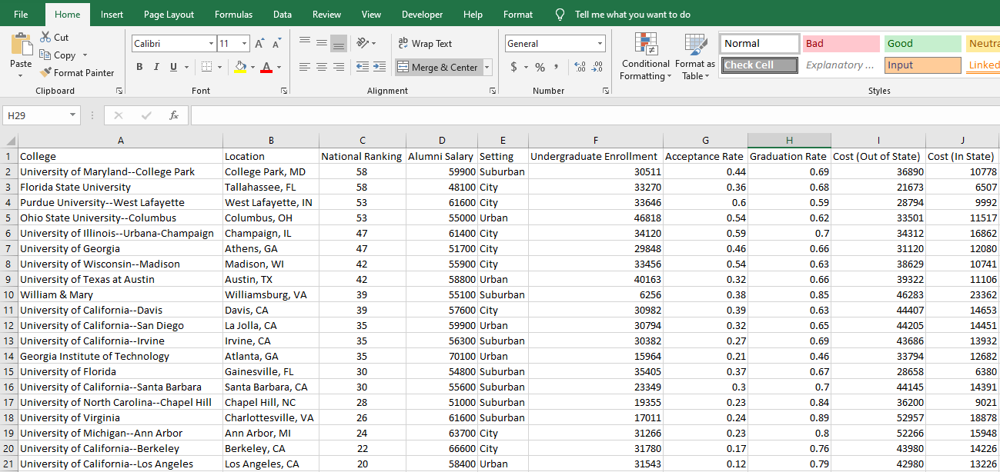 File Home Insert Page Layout Formulas Data Review View Developer Help Format Tell me what you want to do
Cut
Copy
Format Painter
Paste
Clipboard
Calibri 11 A A
B I U A
Font
ab Wrap Text
Merge & Center
Alignment
General
$ % , .00 .00
Number
Conditional Formatting
Format as Table
Normal Bad Good Neutra
Check Cell Explanatory ... Input Linked
Styles
H29 fx
A B C D E F G H I J
1 College Location National Ranking Alumni Salary Setting Undergraduate Enrollment Acceptance Rate Graduation Rate Cost (Out of State) Cost (In State)
2 University of Maryland--College Park College Park, MD 58 59900 Suburban 30511 0.44 0.69 36890 10778
3 Florida State University Tallahassee, FL 58 48100 City 33270 0.36 0.68 21673 6507
4 Purdue University--West Lafayette West Lafayette, IN 53 61600 City 33646 0.6 0.59 28794 9992
5 Ohio State University--Columbus Columbus, OH 53 55000 Urban 46818 0.54 0.62 33501 11517
6 University of Illinois--Urbana-Champaign Champaign, IL 47 61400 City 34120 0.59 0.7 34312 16862
7 University of Georgia Athens, GA 47 51700 City 29848 0.46 0.66 31120 12080
8 University of Wisconsin--Madison Madison, WI 42 55900 City 33456 0.54 0.63 38629 10741
9 University of Texas at Austin Austin, TX 42 58800 Urban 40163 0.32 0.66 39322 11106
10 William & Mary Williamsburg, VA 39 55100 Suburban 6256 0.38 0.85 46283 23362
11 University of California--Davis Davis, CA 39 57600 City 30982 0.39 0.63 44407 14653
12 University of California--San Diego La Jolla, CA 35 59900 Urban 30794 0.32 0.65 44205 14451
13 University of California--Irvine Irvine, CA 35 56300 Suburban 30382 0.27 0.69 43686 13932
14 Georgia Institute of Technology Atlanta, GA 35 70100 Urban 15964 0.21 0.46 33794 12682
15 University of Florida Gainesville, FL 30 54800 Suburban 35405 0.37 0.67 28658 6380
16 University of California--Santa Barbara Santa Barbara, CA 30 55600 Suburban 23349 0.3 0.7 44145 14391
17 University of North Carolina--Chapel Hill Chapel Hill, NC 28 51000 Suburban 19355 0.23 0.84 36200 9021
18 University of Virginia Charlottesville, VA 26 61600 Suburban 17011 0.24 0.89 52957 18878
19 University of Michigan--Ann Arbor Ann Arbor, MI 24 63700 City 31266 0.23 0.8 52266 15948
20 University of California--Berkeley Berkeley, CA 22 66600 City 31780 0.17 0.76 43980 14226
21 University of California--Los Angeles Los Angeles, CA 20 58400 Urban 31543 0.12 0.79 42980 13226